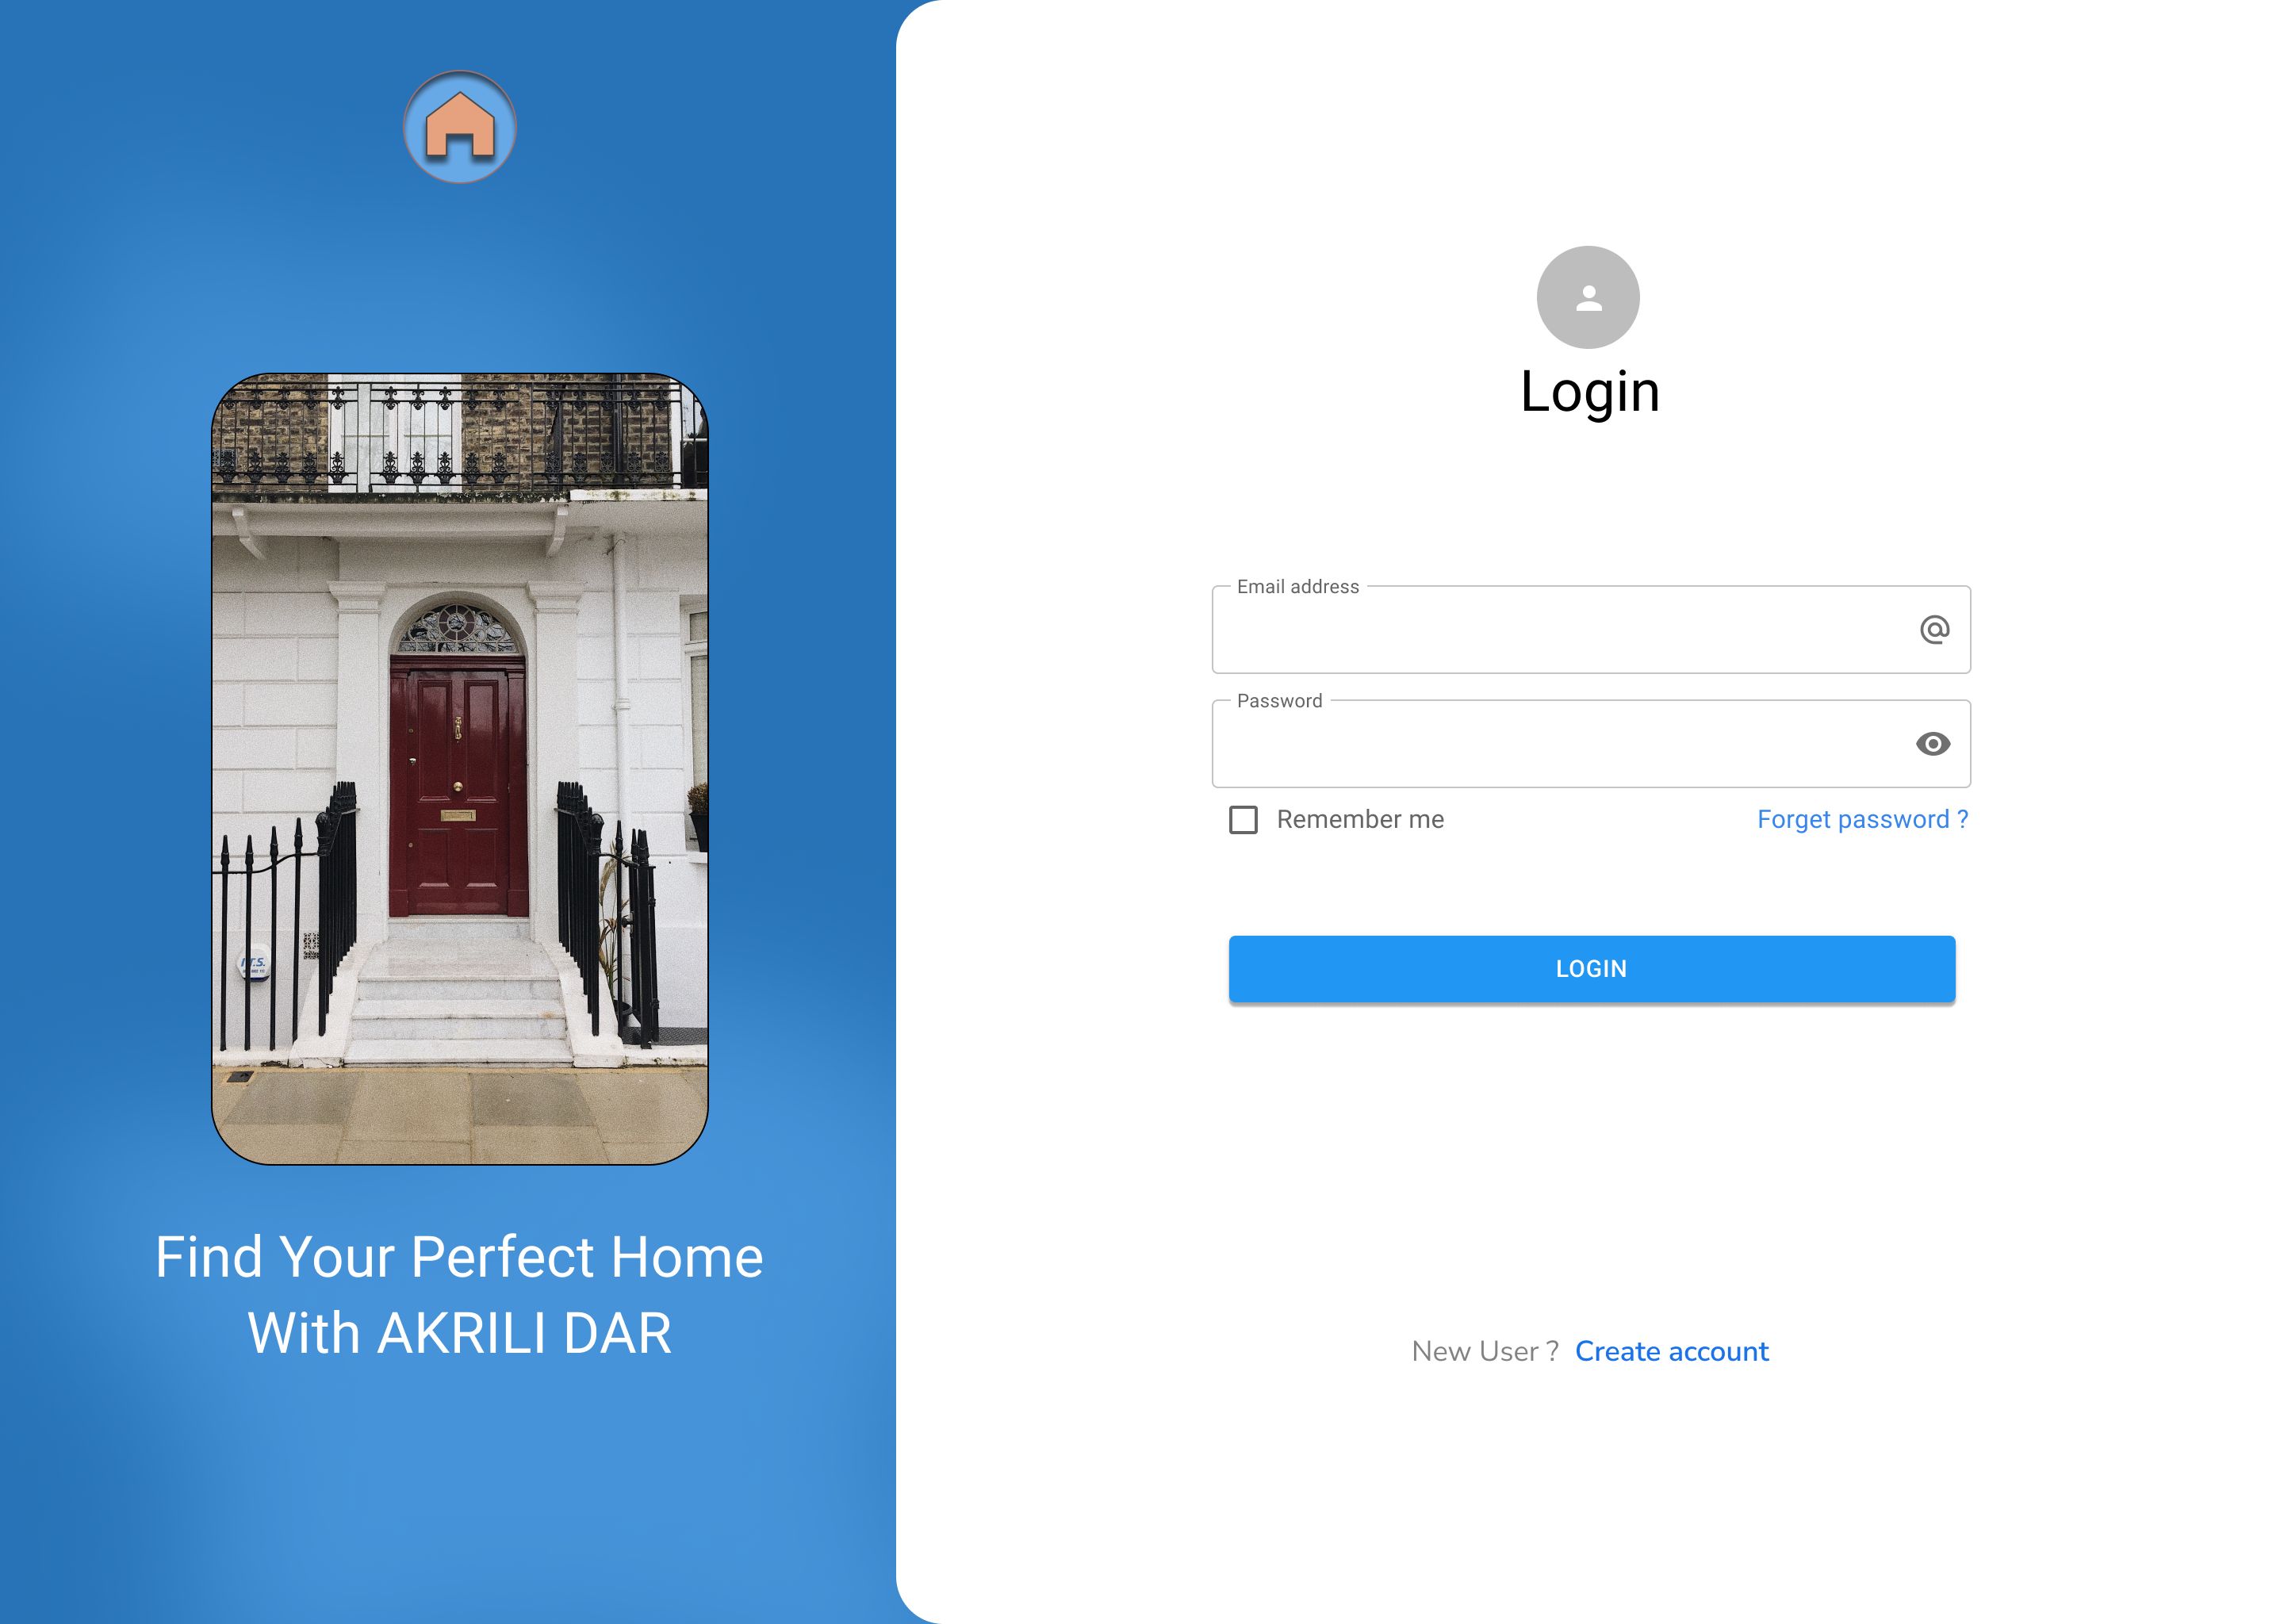 Find Your Perfect Home
With AKRILI DAR
Login
Email address
Password
Remember me
Forget password ?
LOGIN
New User ? Create account